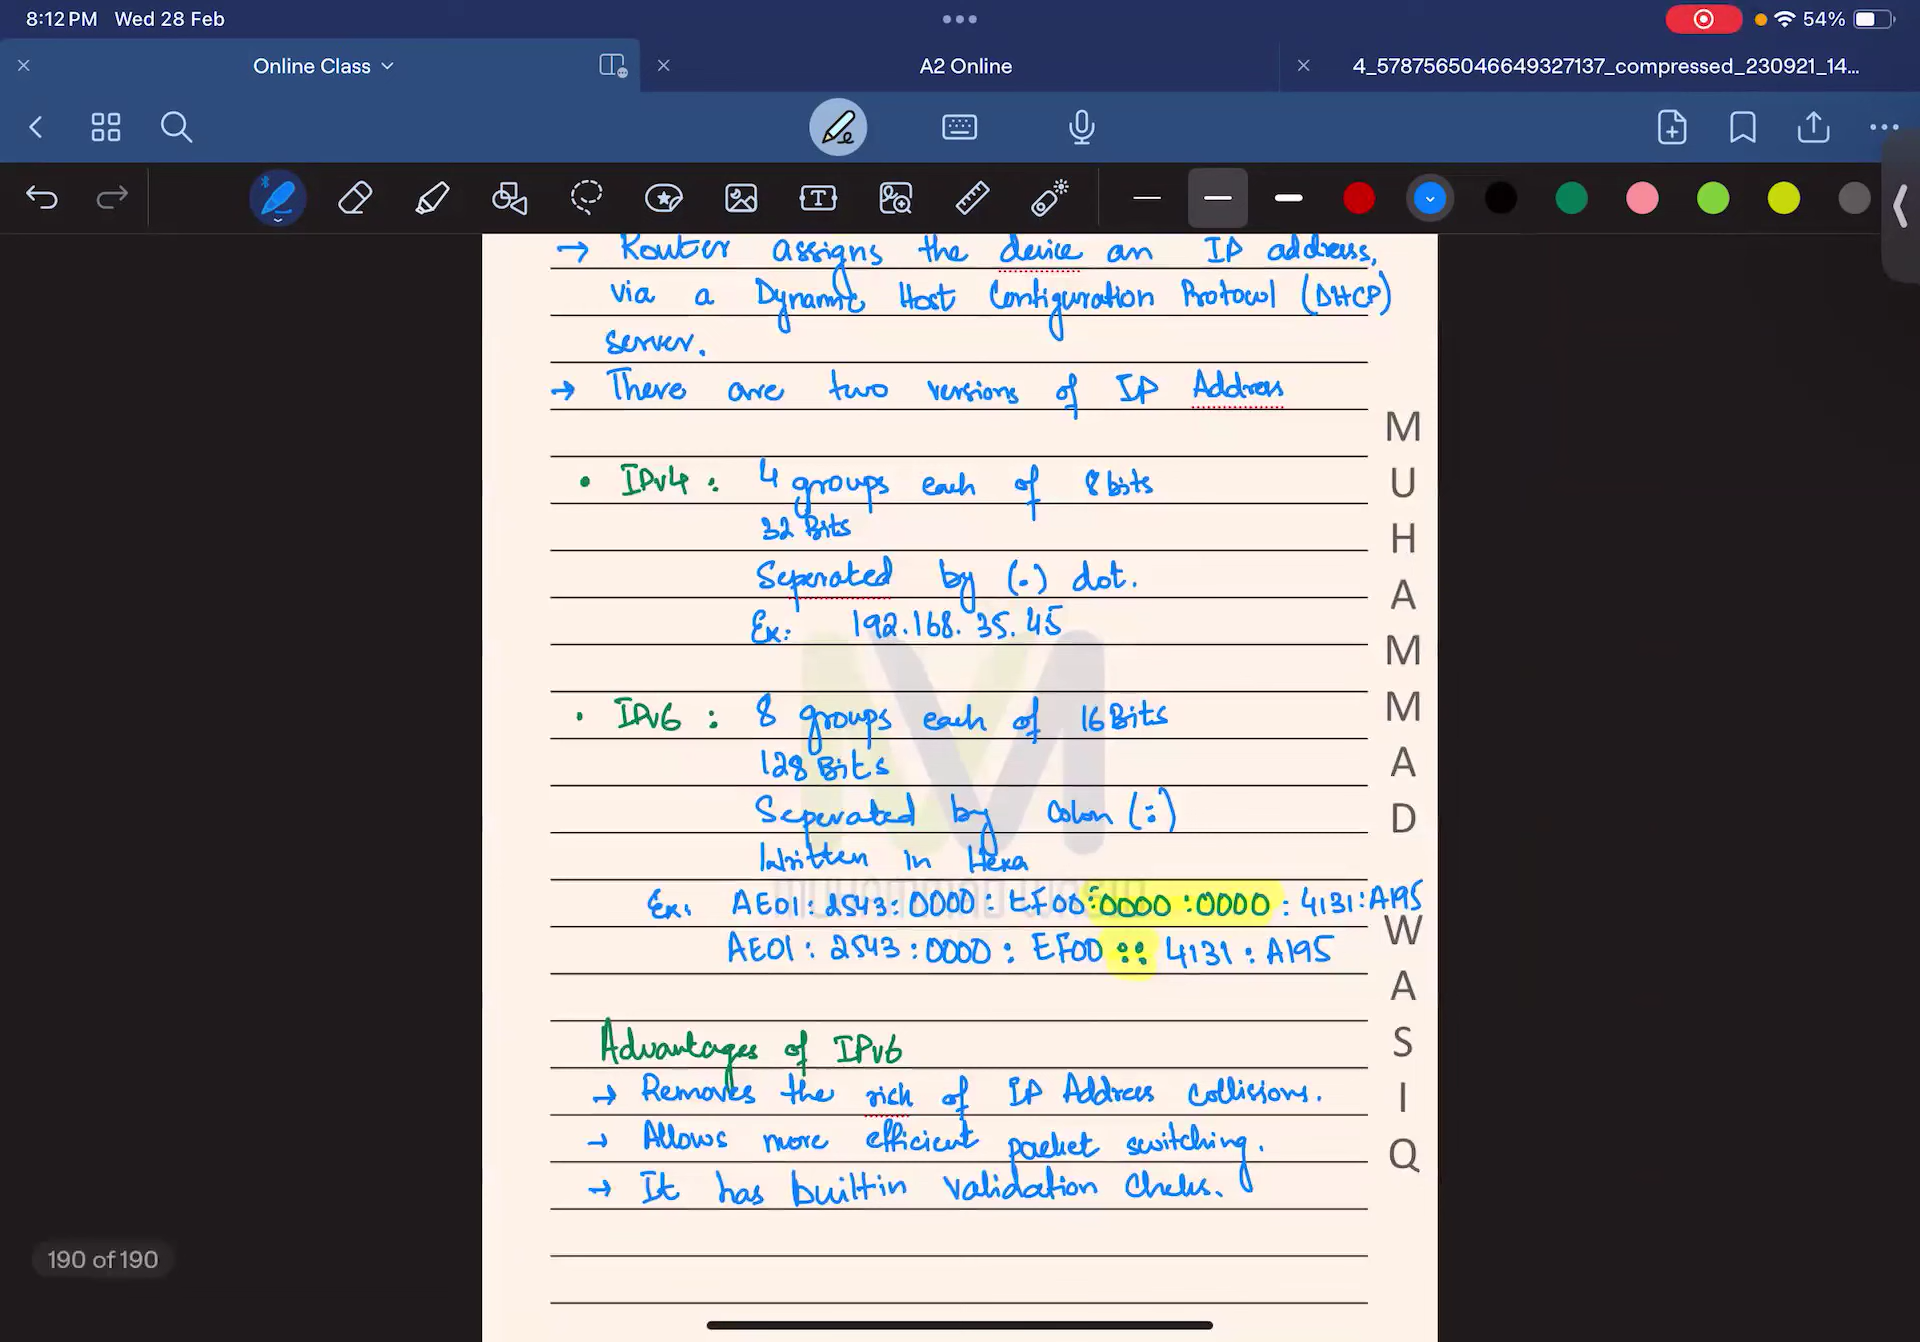 8:12 PM Wed 28 Feb
54%
Online Class
A2 Online
4_5787565046649327137_compressed_230921_14...
→ Router assigns the device an IP address,
via a Dynamic Host Configuration Protocol (DHCP)
server.
→ There are two versions of IP Address
• IPv4 : 4 groups each of 8 bits
32 Bits
Seperated by (.) dot.
Ex: 192.168.35.45
• IPv6 : 8 groups each of 16 Bits
128 Bits
Seperated by Colon (:)
Written in Hexa
Ex: AE01:2543:0000:EF00:0000:0000:4131:A195
AE01:2543:0000:EF00::4131:A195
Advantages of IPv6
→ Removes the risk of IP Address collisions.
→ Allows more efficient packet switching.
→ It has builtin validation Cheks.
MUHAMMAD WASIQ
190 of 190